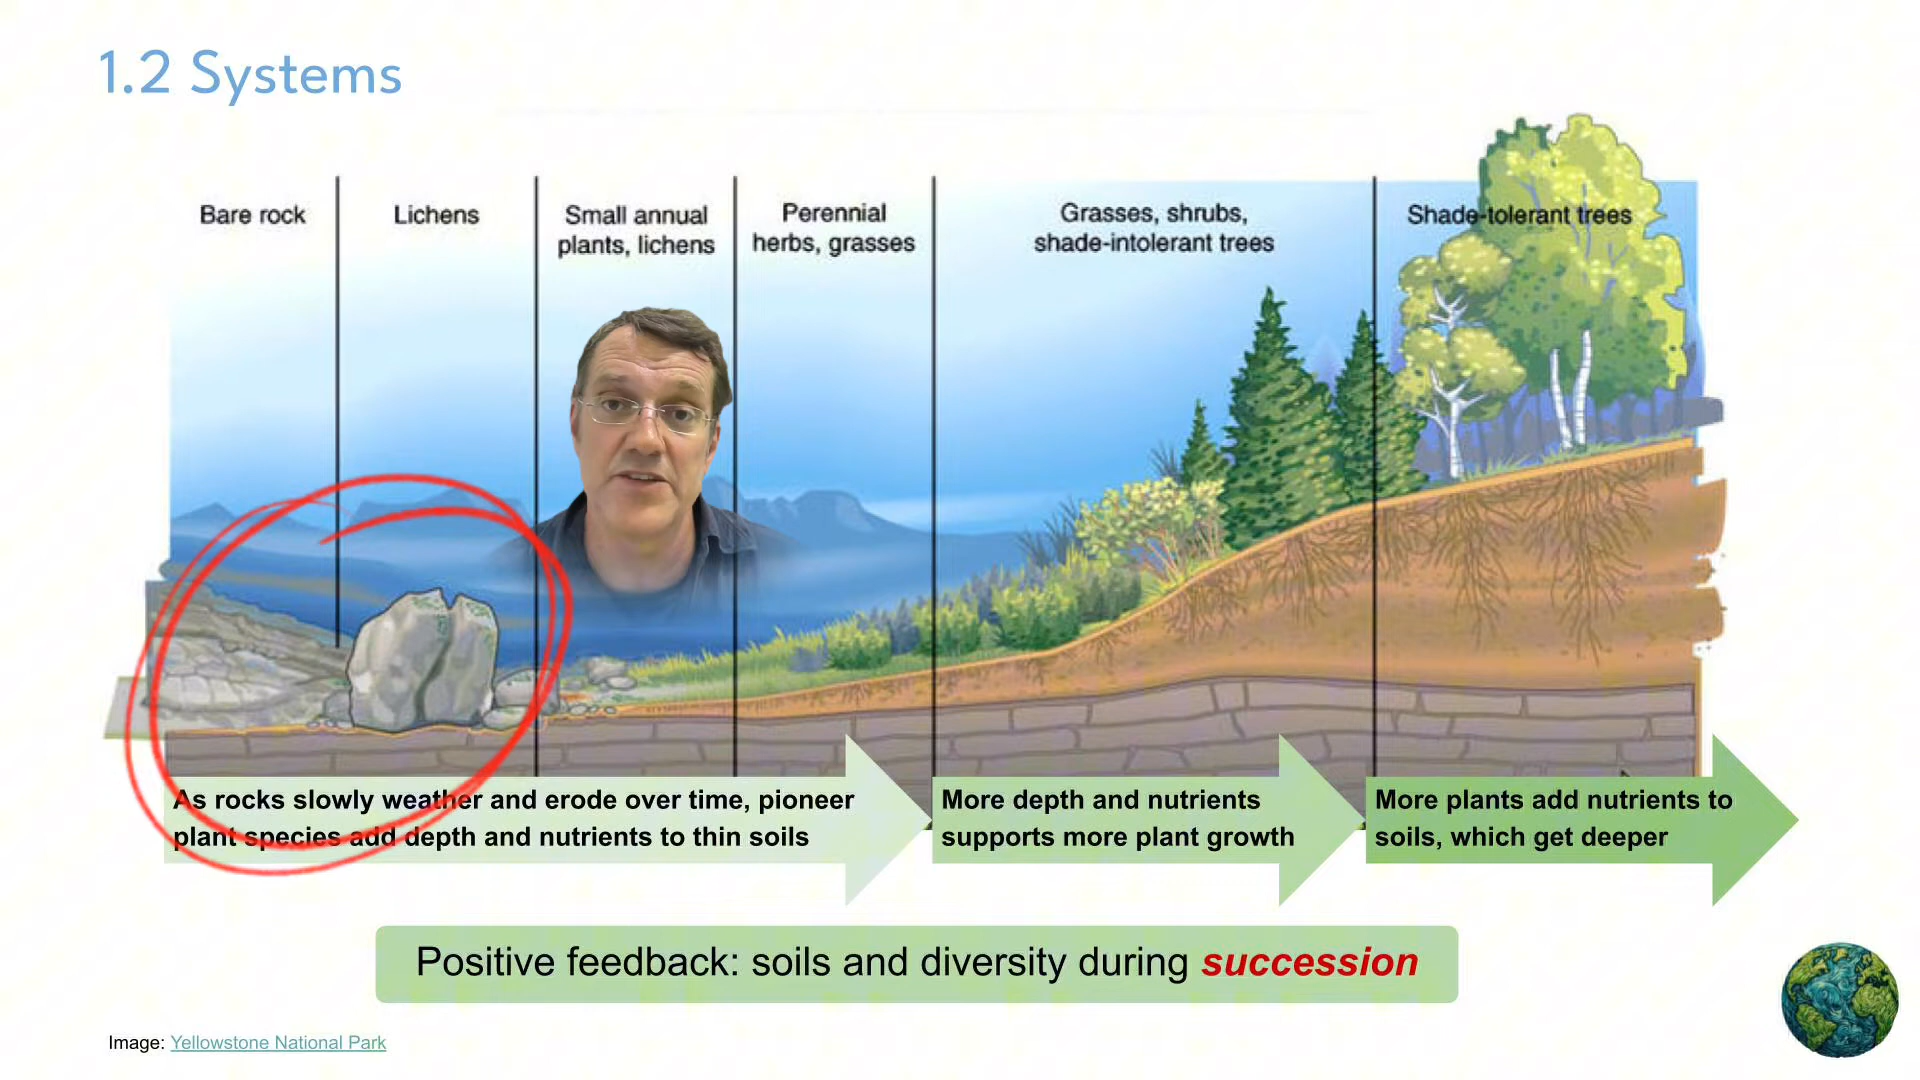 1.2 Systems
Bare rock
Lichens
Small annual
plants, lichens
Perennial
herbs, grasses
Grasses, shrubs,
shade-intolerant trees
Shade-tolerant trees
As rocks slowly weather and erode over time, pioneer
plant species add depth and nutrients to thin soils
More depth and nutrients
supports more plant growth
More plants add nutrients to
soils, which get deeper
Positive feedback: soils and diversity during succession
Image: Yellowstone National Park